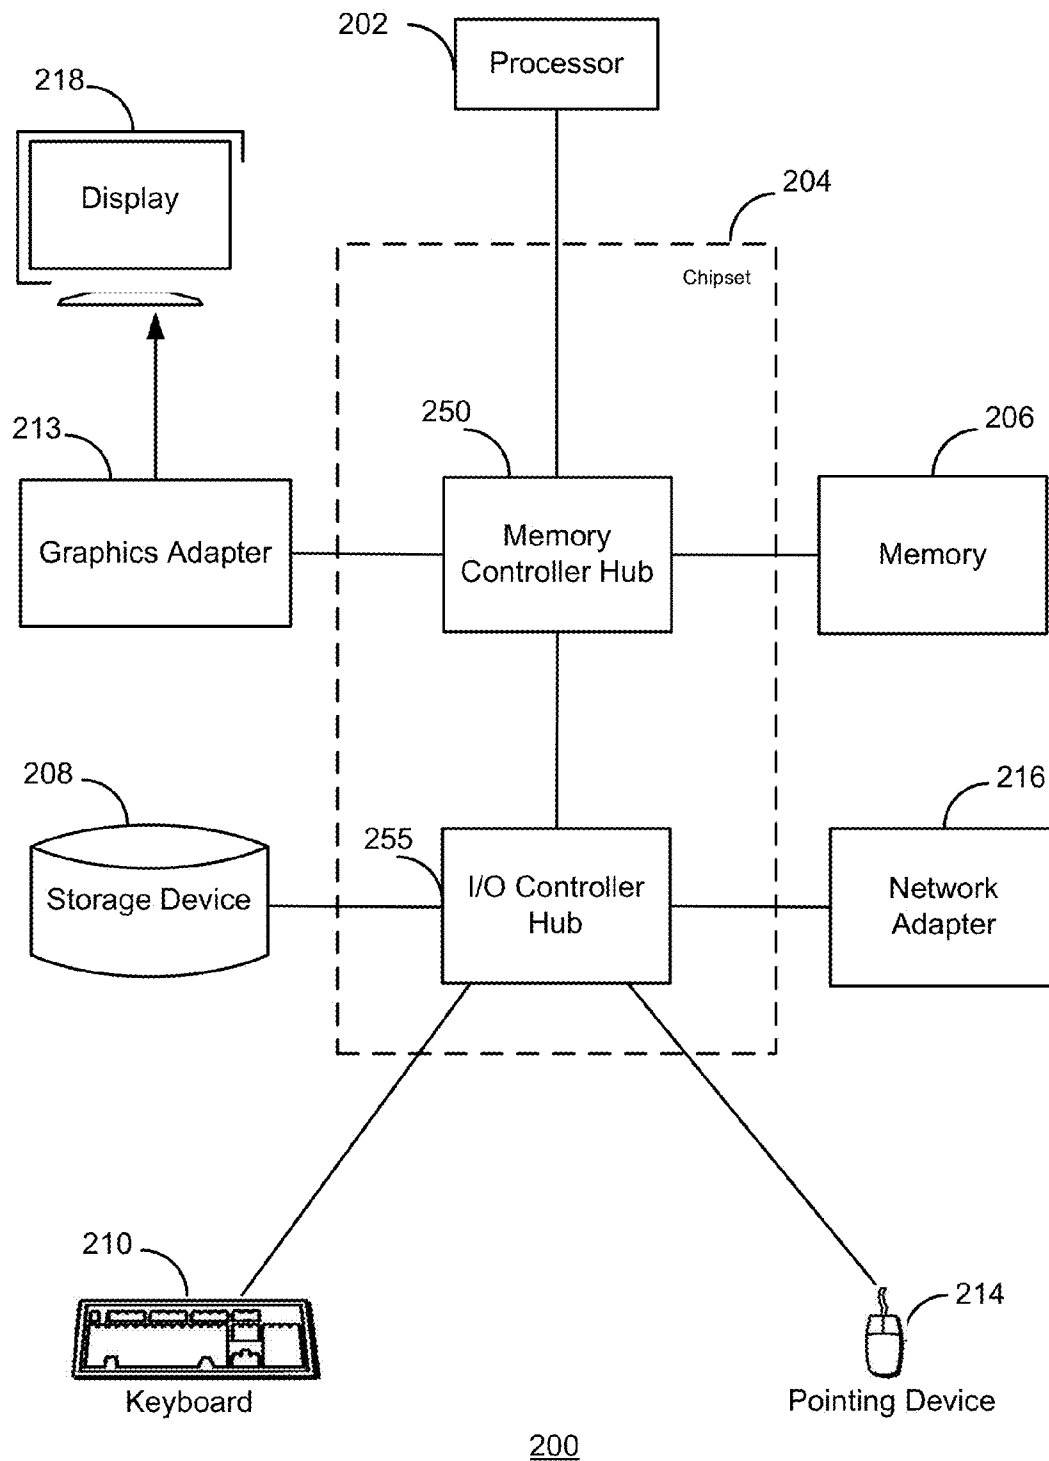 202
Processor
218
Display
204
Chipset
213
250
206
Graphics Adapter
Memory
Controller Hub
Memory
208
255
216
Storage Device
I/O Controller
Hub
Network
Adapter
210
214
Keyboard
Pointing Device
200